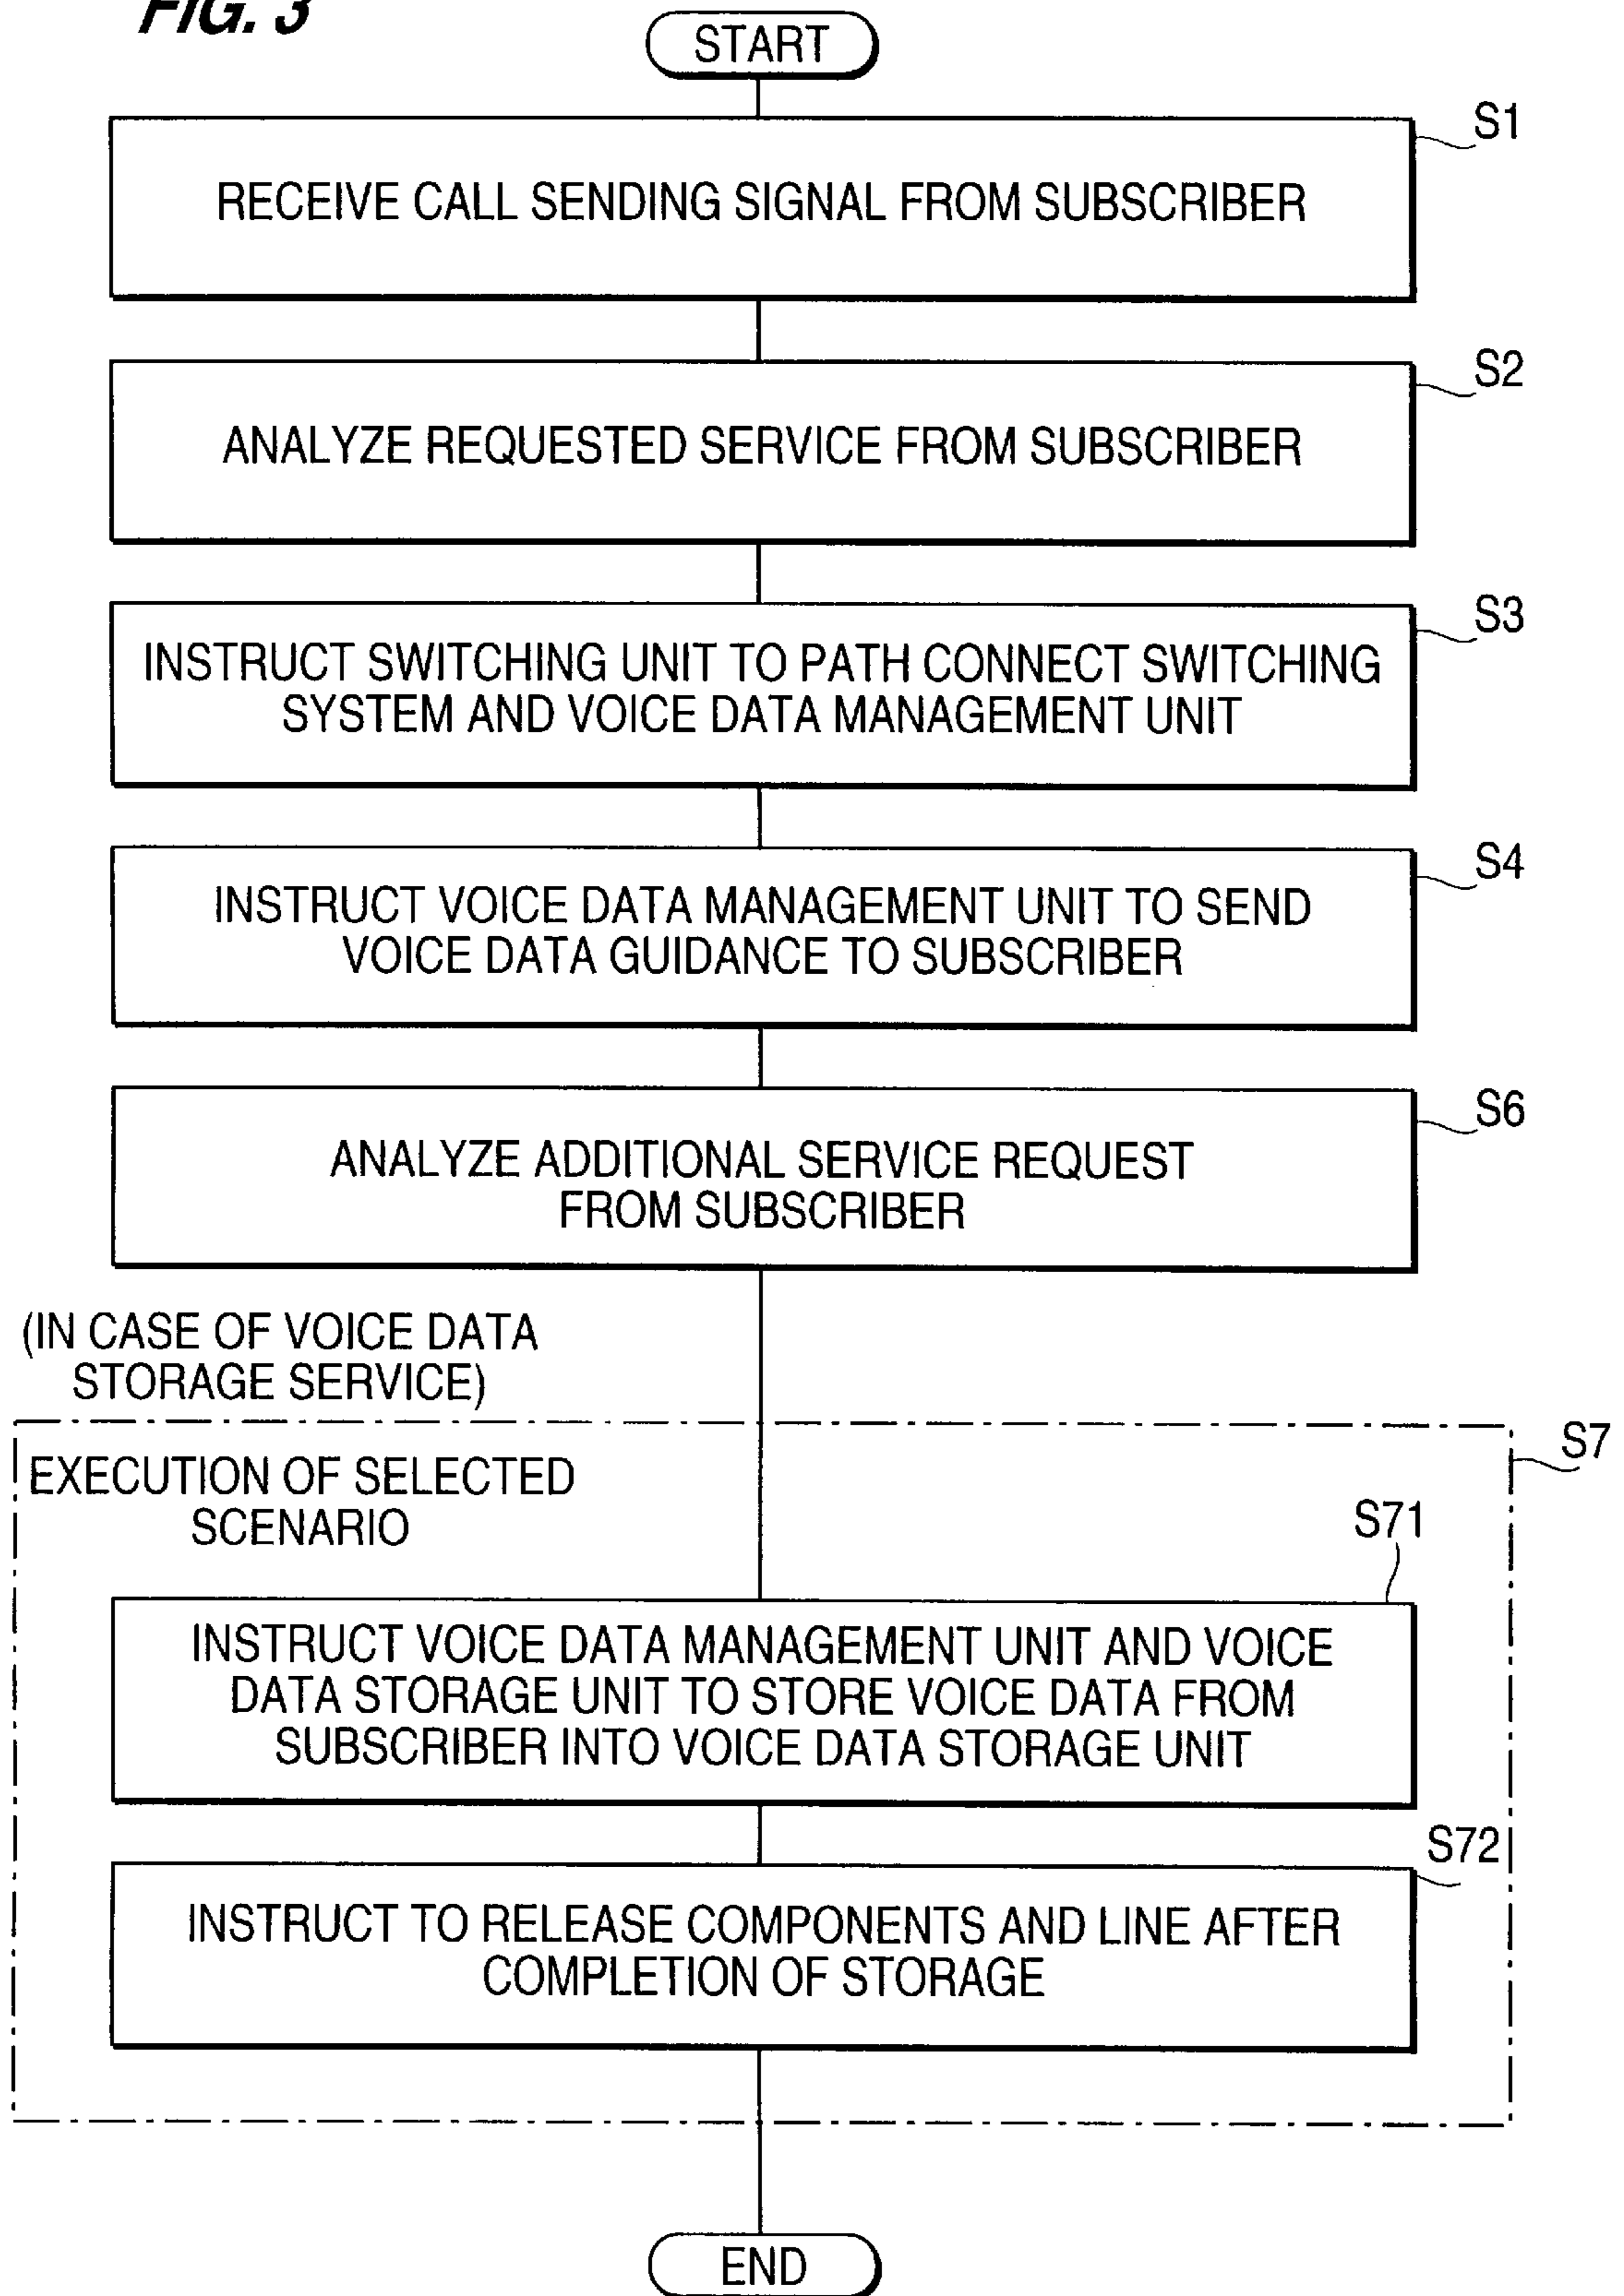 FIG. 3
START
S1
RECEIVE CALL SENDING SIGNAL FROM SUBSCRIBER
S2
ANALYZE REQUESTED SERVICE FROM SUBSCRIBER
S3
INSTRUCT SWITCHING UNIT TO PATH CONNECT SWITCHING
SYSTEM AND VOICE DATA MANAGEMENT UNIT
S4
INSTRUCT VOICE DATA MANAGEMENT UNIT TO SEND
VOICE DATA GUIDANCE TO SUBSCRIBER
S6
ANALYZE ADDITIONAL SERVICE REQUEST
FROM SUBSCRIBER
(IN CASE OF VOICE DATA
STORAGE SERVICE)
S7
EXECUTION OF SELECTED
SCENARIO
S71
INSTRUCT VOICE DATA MANAGEMENT UNIT AND VOICE
DATA STORAGE UNIT TO STORE VOICE DATA FROM
SUBSCRIBER INTO VOICE DATA STORAGE UNIT
S72
INSTRUCT TO RELEASE COMPONENTS AND LINE AFTER
COMPLETION OF STORAGE
END